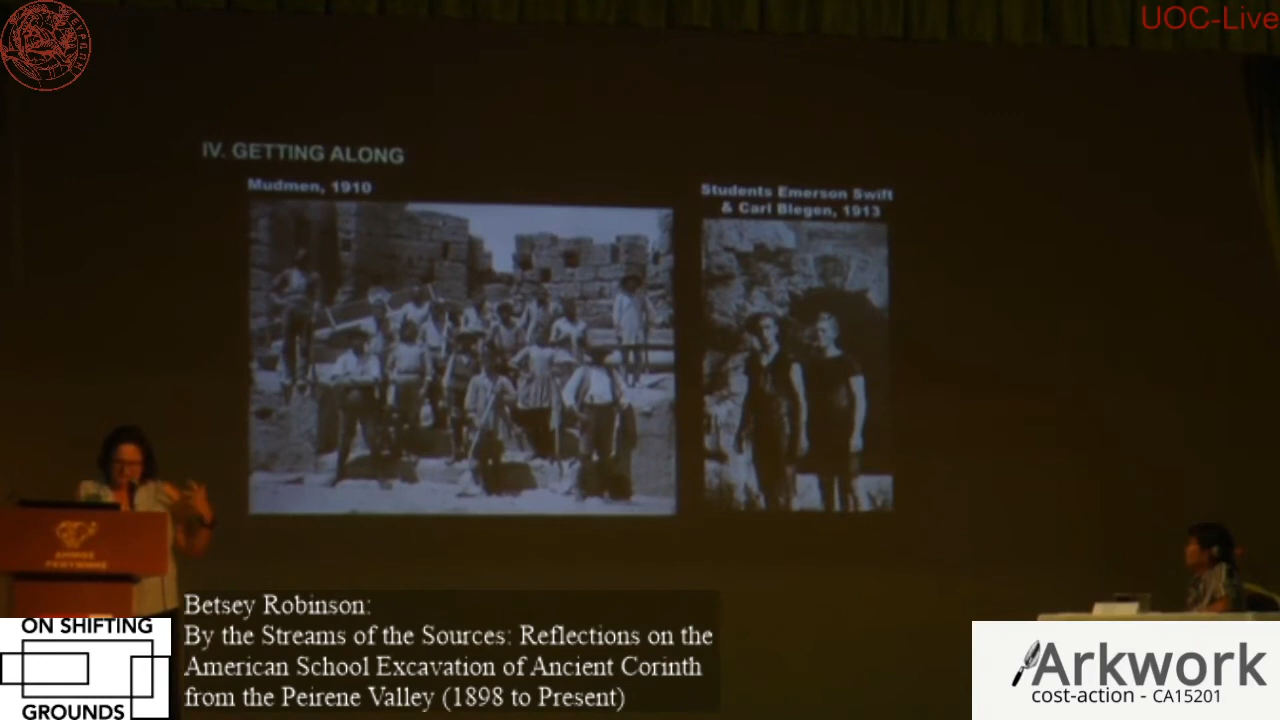 UOC-Live
IV. GETTING ALONG
Mudmen, 1910
Students Emerson Swift
& Carl Blegen, 1913
ΔΗΜΟΣ
ΡΕΘΥΜΝΗΣ
Betsey Robinson:
By the Streams of the Sources: Reflections on the
American School Excavation of Ancient Corinth
from the Peirene Valley (1898 to Present)
ON SHIFTING
GROUNDS
Arkwork
cost-action - CA15201